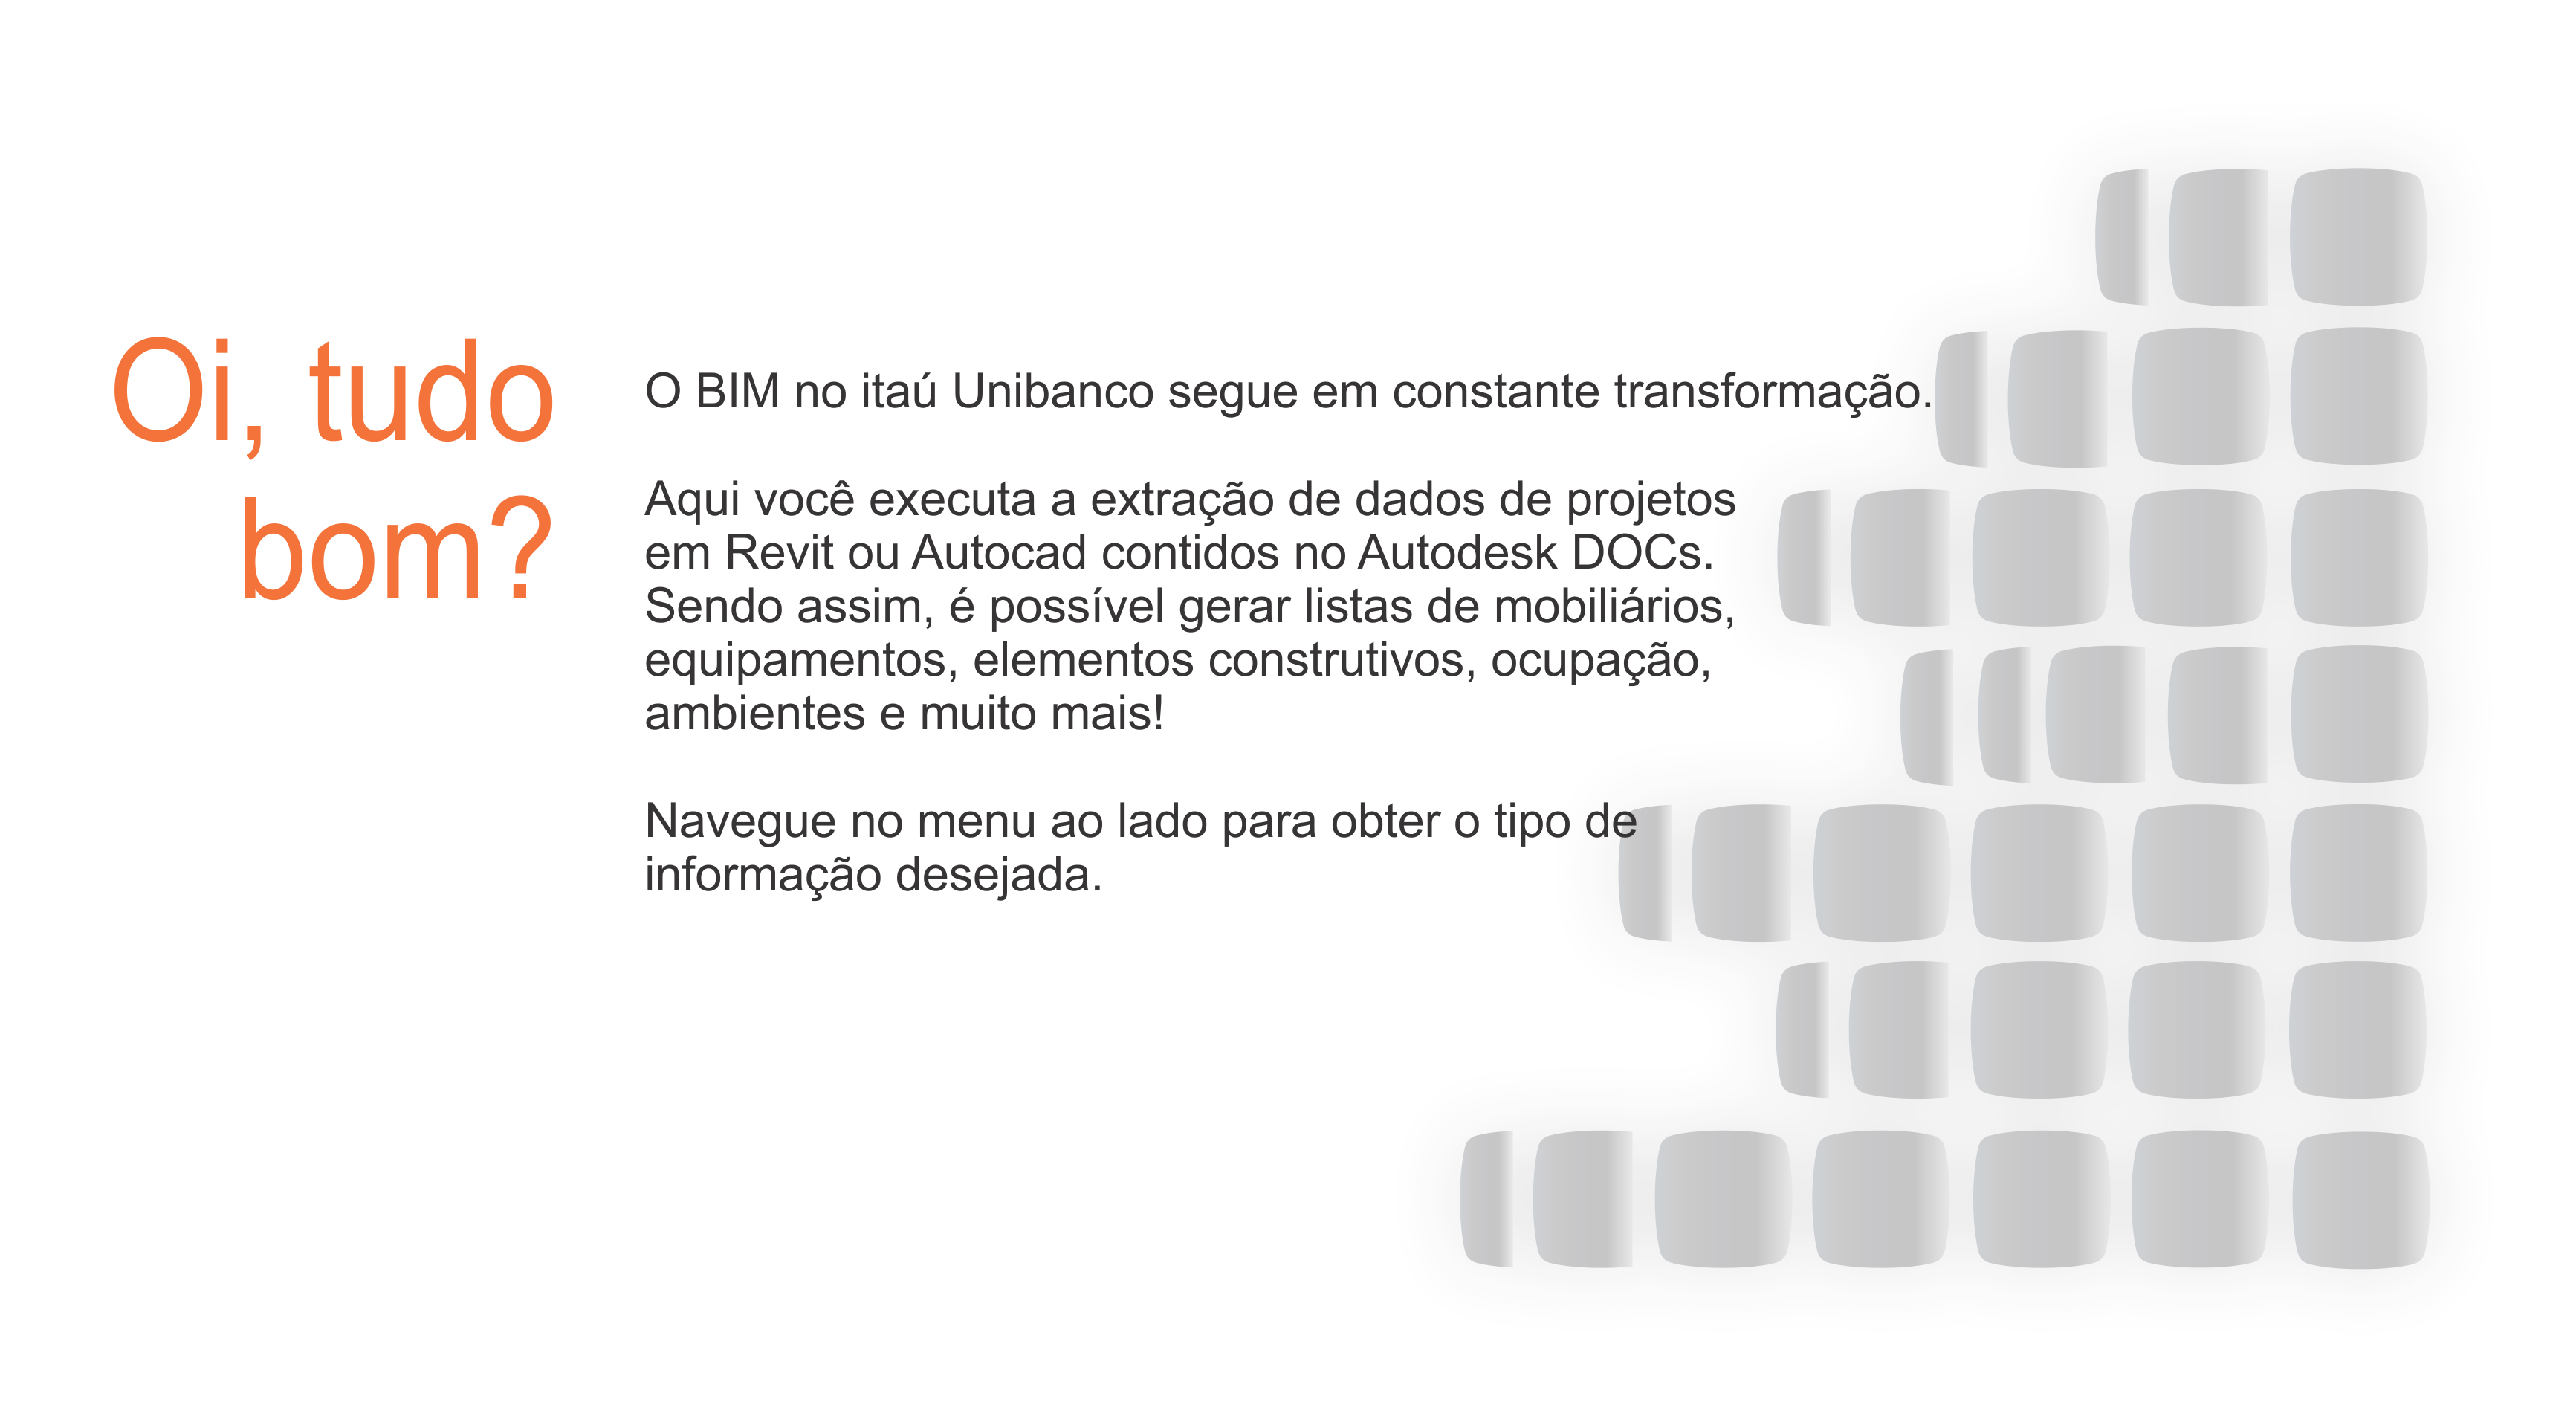 Oi, tudo
bom?
O BIM no itaú Unibanco segue em constante transformação.
Aqui você executa a extração de dados de projetos
em Revit ou Autocad contidos no Autodesk DOCs.
Sendo assim, é possível gerar listas de mobiliários,
equipamentos, elementos construtivos, ocupação,
ambientes e muito mais!
Navegue no menu ao lado para obter o tipo de
informação desejada.